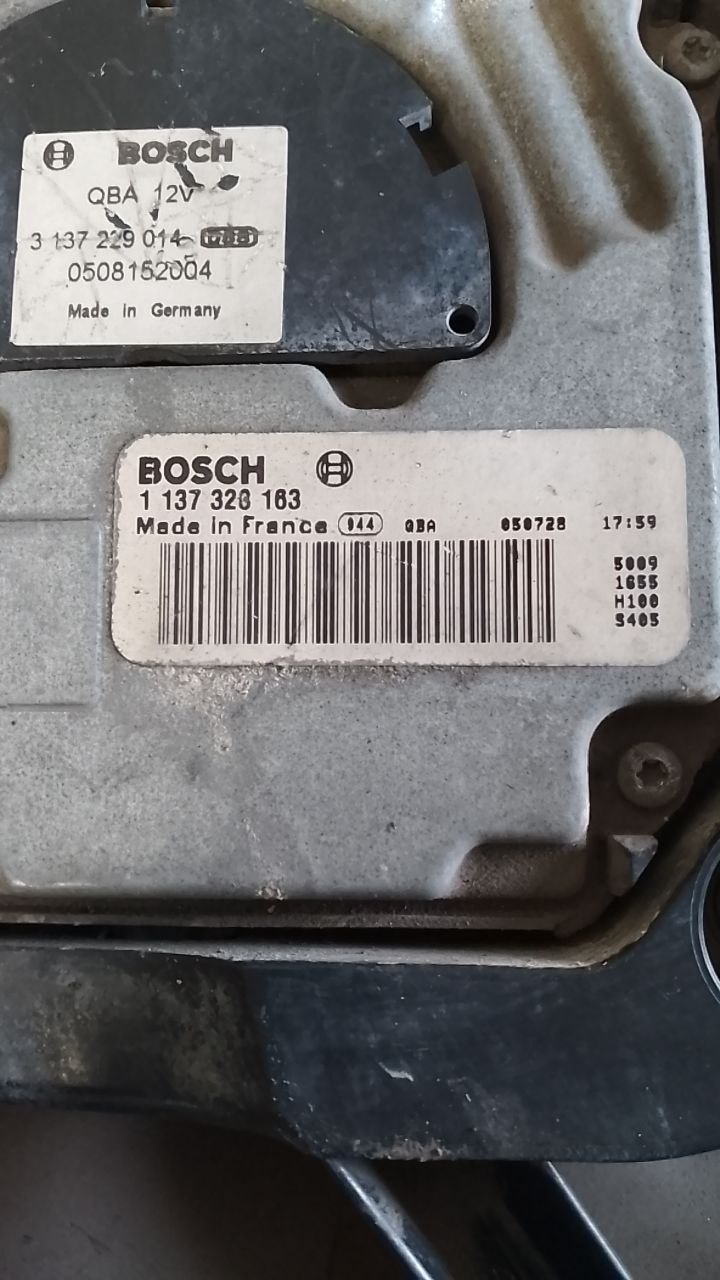 BOSCH
QBA 12V
3 137 229 014
0508152004
Made in Germany
BOSCH
1 137 328 163
Made in France 944 QBA 050728 17:59
5009
1655
H100
S405